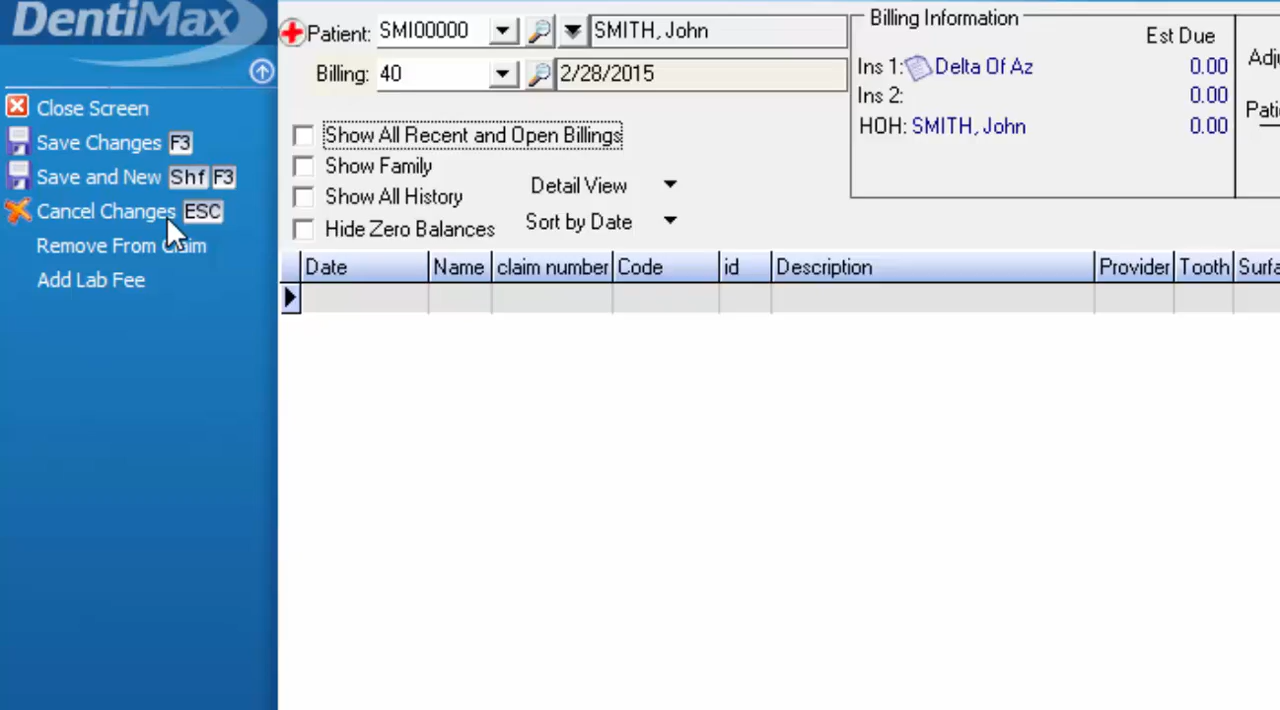 DentiMax
Close Screen
Save Changes F3
Save and New Shf F3
Cancel Changes ESC
Remove From Claim
Add Lab Fee
Patient: SMI00000 SMITH, John
Billing: 40 2/28/2015
Show All Recent and Open Billings
Show Family
Show All History
Hide Zero Balances
Detail View
Sort by Date
Billing Information
Est Due
Ins 1: Delta Of Az 0.00
Ins 2: 0.00
HOH: SMITH, John 0.00
Date Name claim number Code id Description Provider Tooth